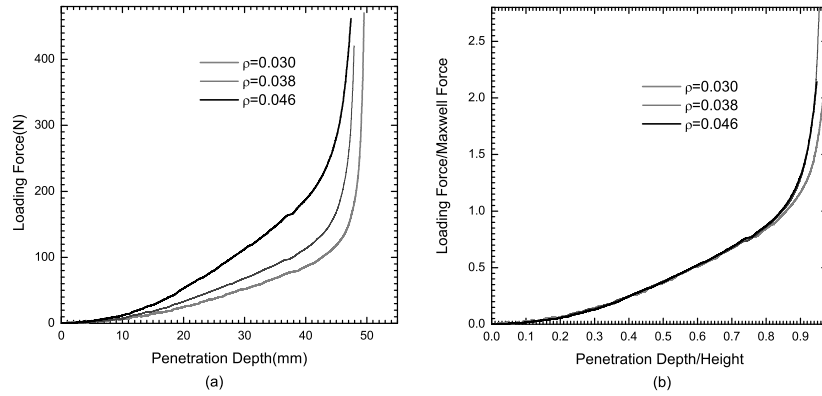 400
300
200
100
0
Loading Force(N)
ρ=0.030
ρ=0.038
ρ=0.046
0 10 20 30 40 50
Penetration Depth(mm)
(a)
2.5
2.0
1.5
1.0
0.5
0.0
Loading Force/Maxwell Force
ρ=0.030
ρ=0.038
ρ=0.046
0.0 0.1 0.2 0.3 0.4 0.5 0.6 0.7 0.8 0.9
Penetration Depth/Height
(b)